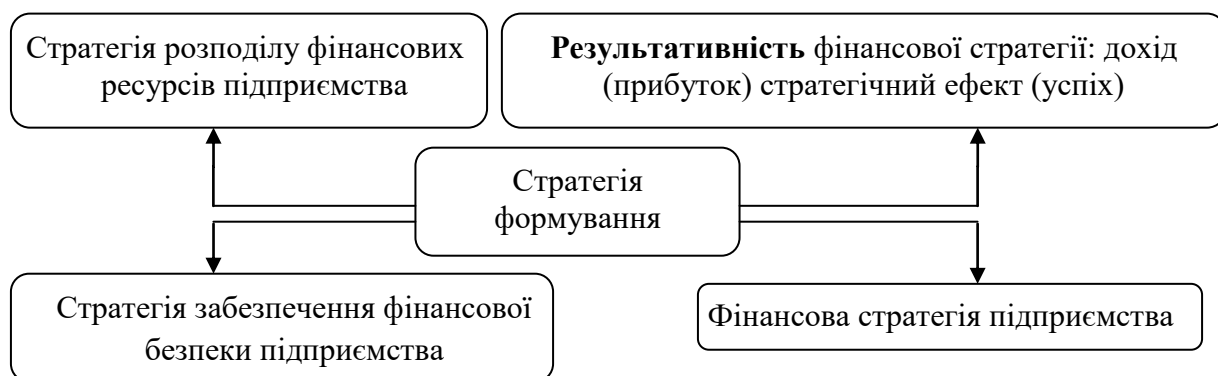 Стратегія розподілу фінансових
ресурсів підприємства
Результативність фінансової стратегії: дохід
(прибуток) стратегічний ефект (успіх)
Стратегія
формування
Стратегія забезпечення фінансової
безпеки підприємства
Фінансова стратегія підприємства